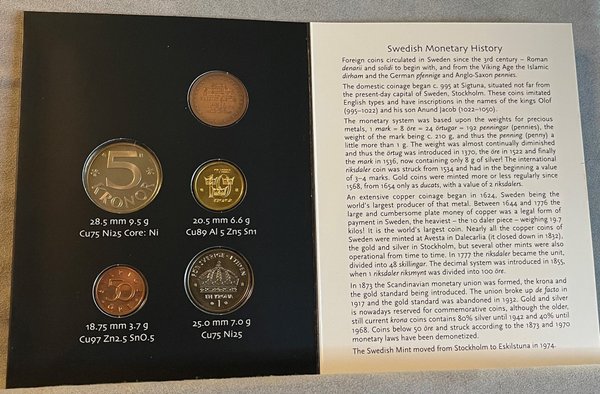 5
KRONOR
28.5 mm 9.5 g
Cu75 Ni25 Core: Ni
20.5 mm 6.6 g
Cu89 Al 5 Zn5 Sn1
50
18.75 mm 3.7 g
Cu97 Zn2.5 SnO.5
EN KRONA
1
25.0 mm 7.0 g
Cu75 Ni25
Swedish Monetary History
Foreign coins circulated in Sweden since the 3rd century – Roman
denarii and solidi to begin with, and from the Viking Age the Islamic
dirham and the German pfennige and Anglo-Saxon pennies.
The domestic coinage began c. 995 at Sigtuna, situated not far from
the present-day capital of Sweden, Stockholm. These coins imitated
English types and have inscriptions in the names of the kings Olof
(995–1022) and his son Anund Jacob (1022–1050).
The monetary system was based upon the weights for precious
metals, 1 mark = 8 öre = 24 örtugar = 192 penningar (pennies), the
weight of the mark being c. 210 g, and thus the penning (penny) a
little more than 1 g. The weight was almost continually diminished
and thus the örtug was introduced in 1370, the öre in 1522 and finally
the mark in 1536, now containing only 8 g of silver! The international
riksdaler coin was struck from 1534 and had in the beginning a value
of 3–4 marks. Gold coins were minted more or less regularly since
1568, from 1654 only as ducats, with a value of 2 riksdalers.
An extensive copper coinage began in 1624, Sweden being the
world's largest producer of that metal. Between 1644 and 1776 the
large and cumbersome plate money of copper was a legal form of
payment in Sweden, the heaviest – the 10 daler piece – weighing 19.7
kilos! It is the world's largest coin. Nearly all the copper coins of
Sweden were minted at Avesta in Dalecarlia (it closed down in 1832),
the gold and silver in Stockholm, but several other mints were also
operational from time to time. In 1777 the riksdaler became the unit,
divided into 48 skillingar. The decimal system was introduced in 1855,
when 1 riksdaler riksmynt was divided into 100 öre.
In 1873 the Scandinavian monetary union was formed, the krona and
the gold standard being introduced. The union broke up de facto in
1917 and the gold standard was abandoned in 1932. Gold and silver
is nowadays reserved for commemorative coins, although the older,
still current krona coins contains 80% silver until 1942 and 40% until
1968. Coins below 50 öre and struck according to the 1873 and 1970
monetary laws have been demonetized.
The Swedish Mint moved from Stockholm to Eskilstuna in 1974.